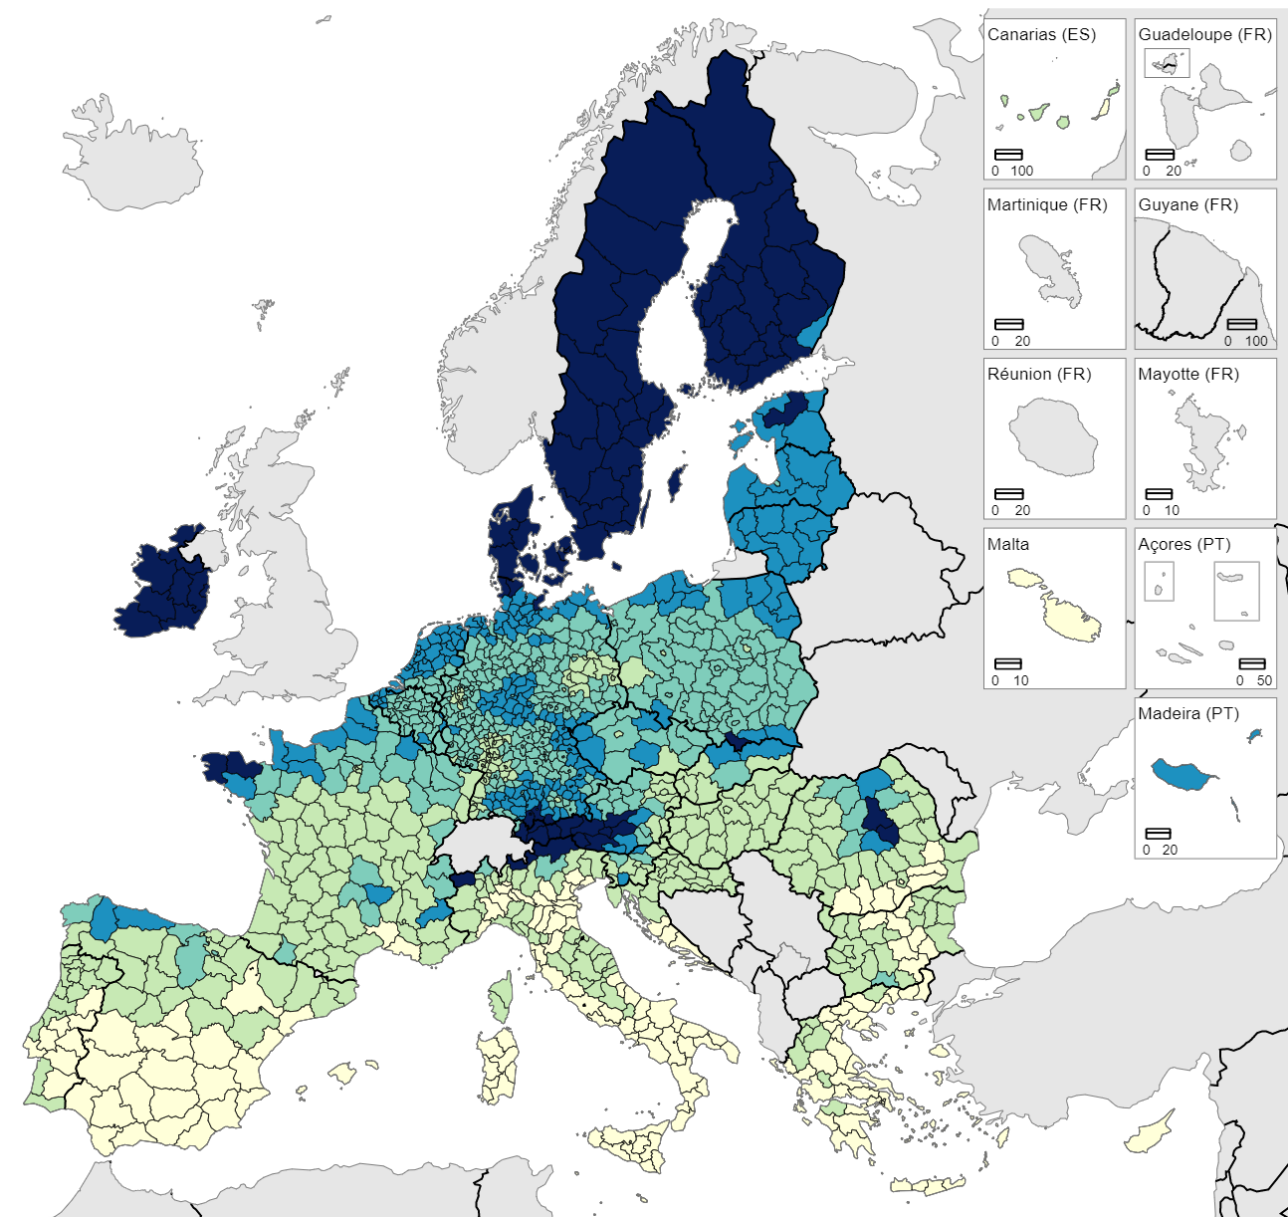 Canarias (ES)
0 100
Guadeloupe (FR)
0 20
Martinique (FR)
0 20
Guyane (FR)
0 100
Réunion (FR)
0 20
Mayotte (FR)
0 10
Malta
0 10
Açores (PT)
0 50
Madeira (PT)
0 20